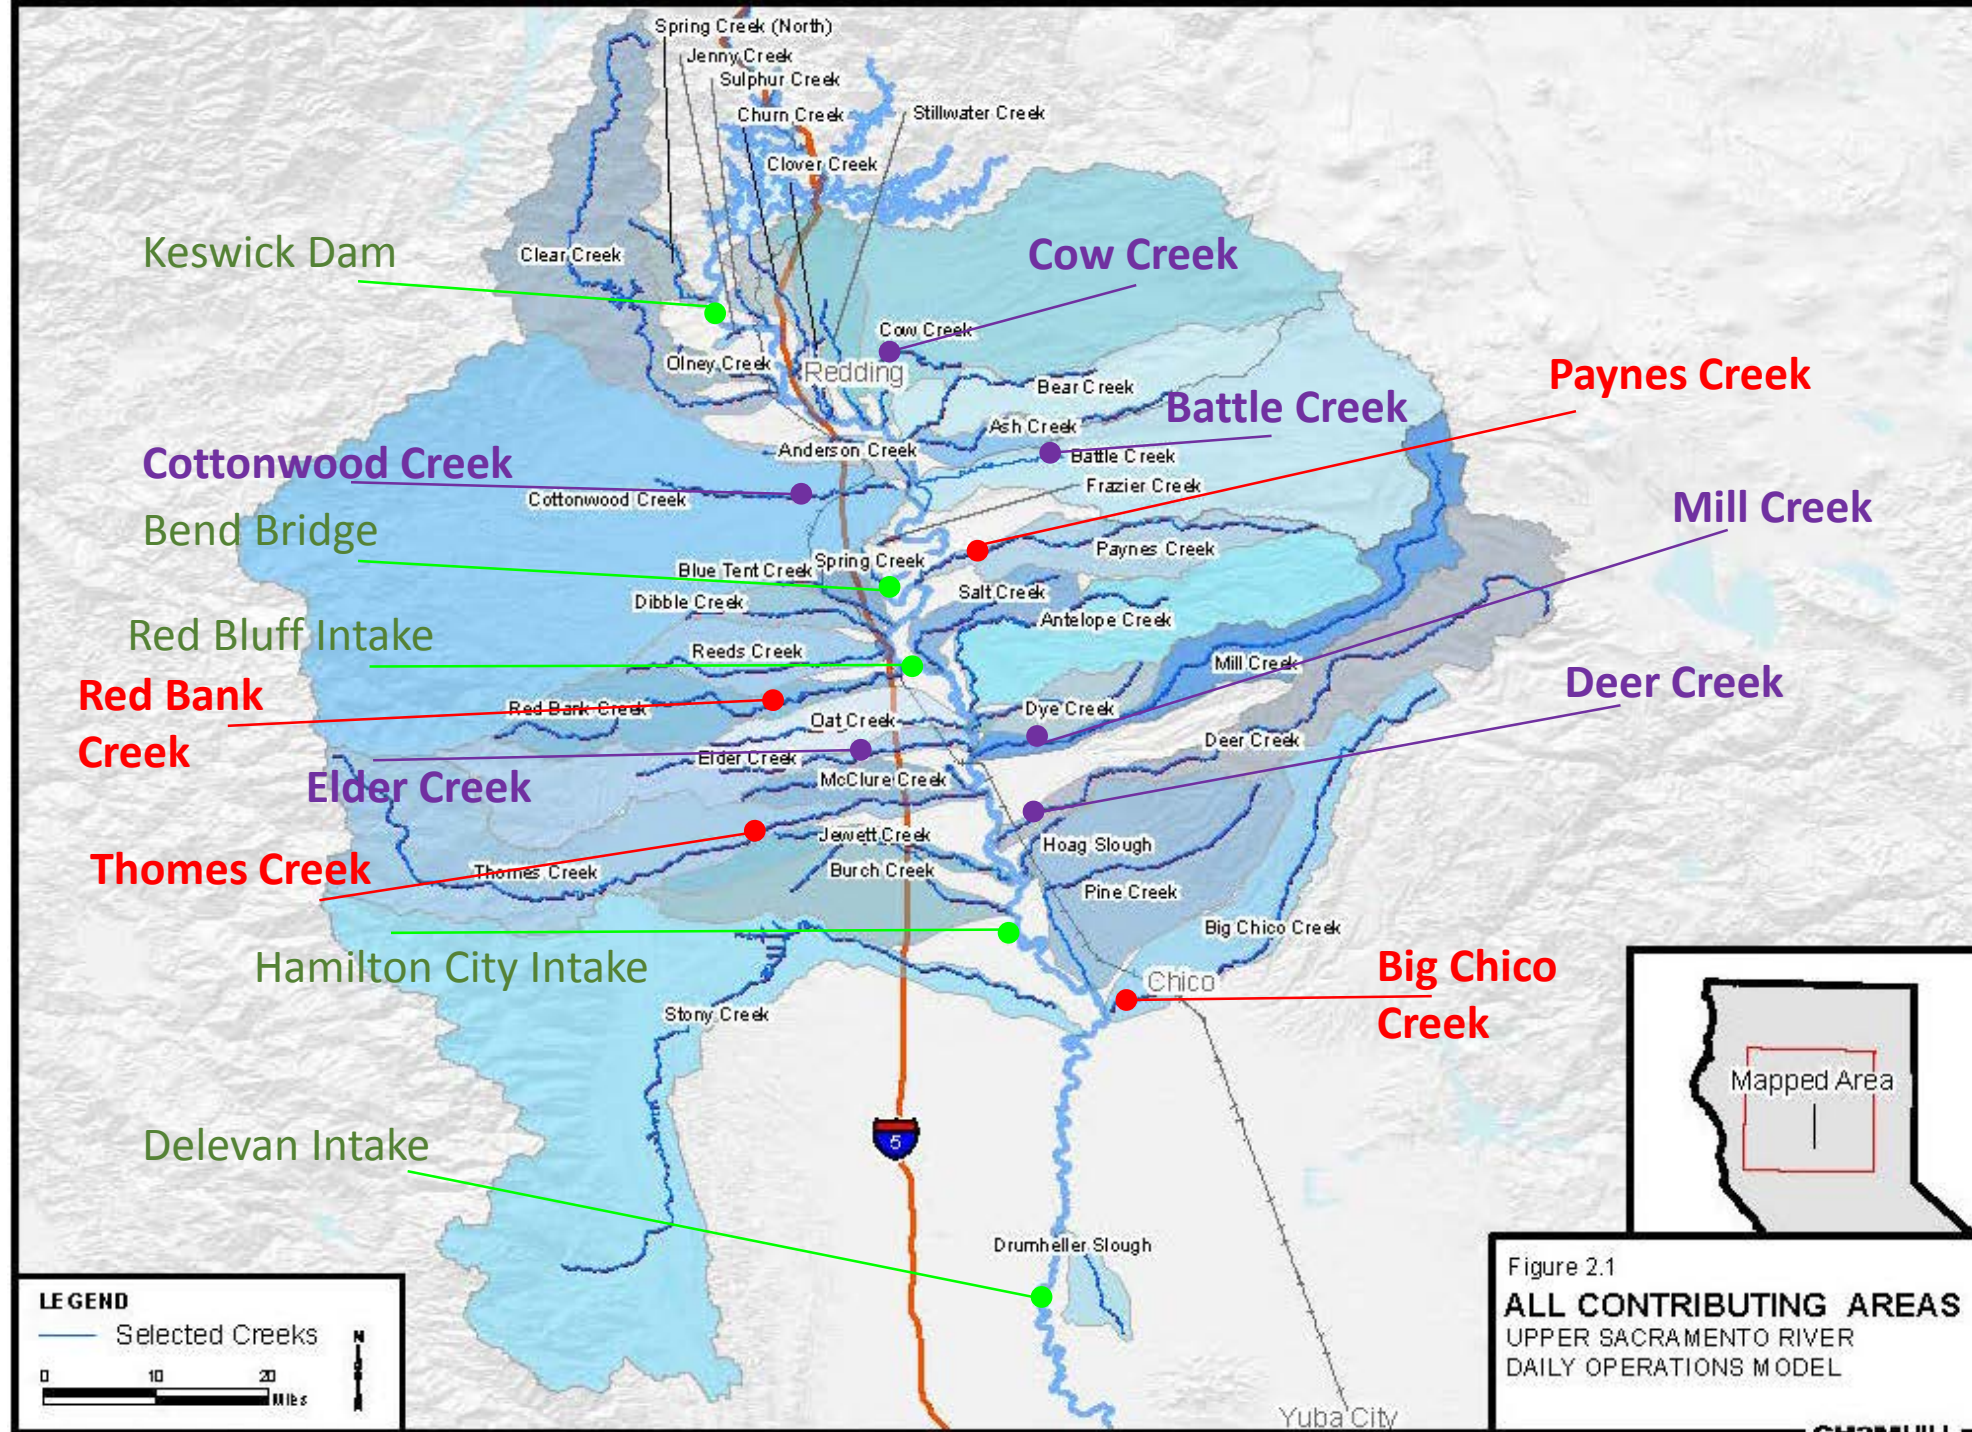 Spring Creek (North)
Jenny Creek
Sulphur Creek
Churn Creek
Stillwater Creek
Clover Creek
Keswick Dam
Clear Creek
Cow Creek
Cow Creek
Olney Creek
Redding
Bear Creek
Paynes Creek
Battle Creek
Ash Creek
Anderson Creek
Battle Creek
Cottonwood Creek
Cottonwood Creek
Frazier Creek
Mill Creek
Bend Bridge
Paynes Creek
Spring Creek
Blue Tent Creek
Salt Creek
Dibble Creek
Antelope Creek
Red Bluff Intake
Reeds Creek
Mill Creek
Deer Creek
Red Bank
Creek
Red Bank Creek
Oat Creek
Dye Creek
Deer Creek
Elder Creek
Elder Creek
McClure Creek
Jewett Creek
Hoag Slough
Thomes Creek
Thomes Creek
Burch Creek
Pine Creek
Big Chico Creek
Hamilton City Intake
Big Chico
Creek
Chico
Stony Creek
Mapped Area
Delevan Intake
5
Drumheller Slough
Figure 2.1
ALL CONTRIBUTING AREAS
UPPER SACRAMENTO RIVER
DAILY OPERATIONS MODEL
LEGEND
Selected Creeks
N
0 10 20
Miles
Yuba City